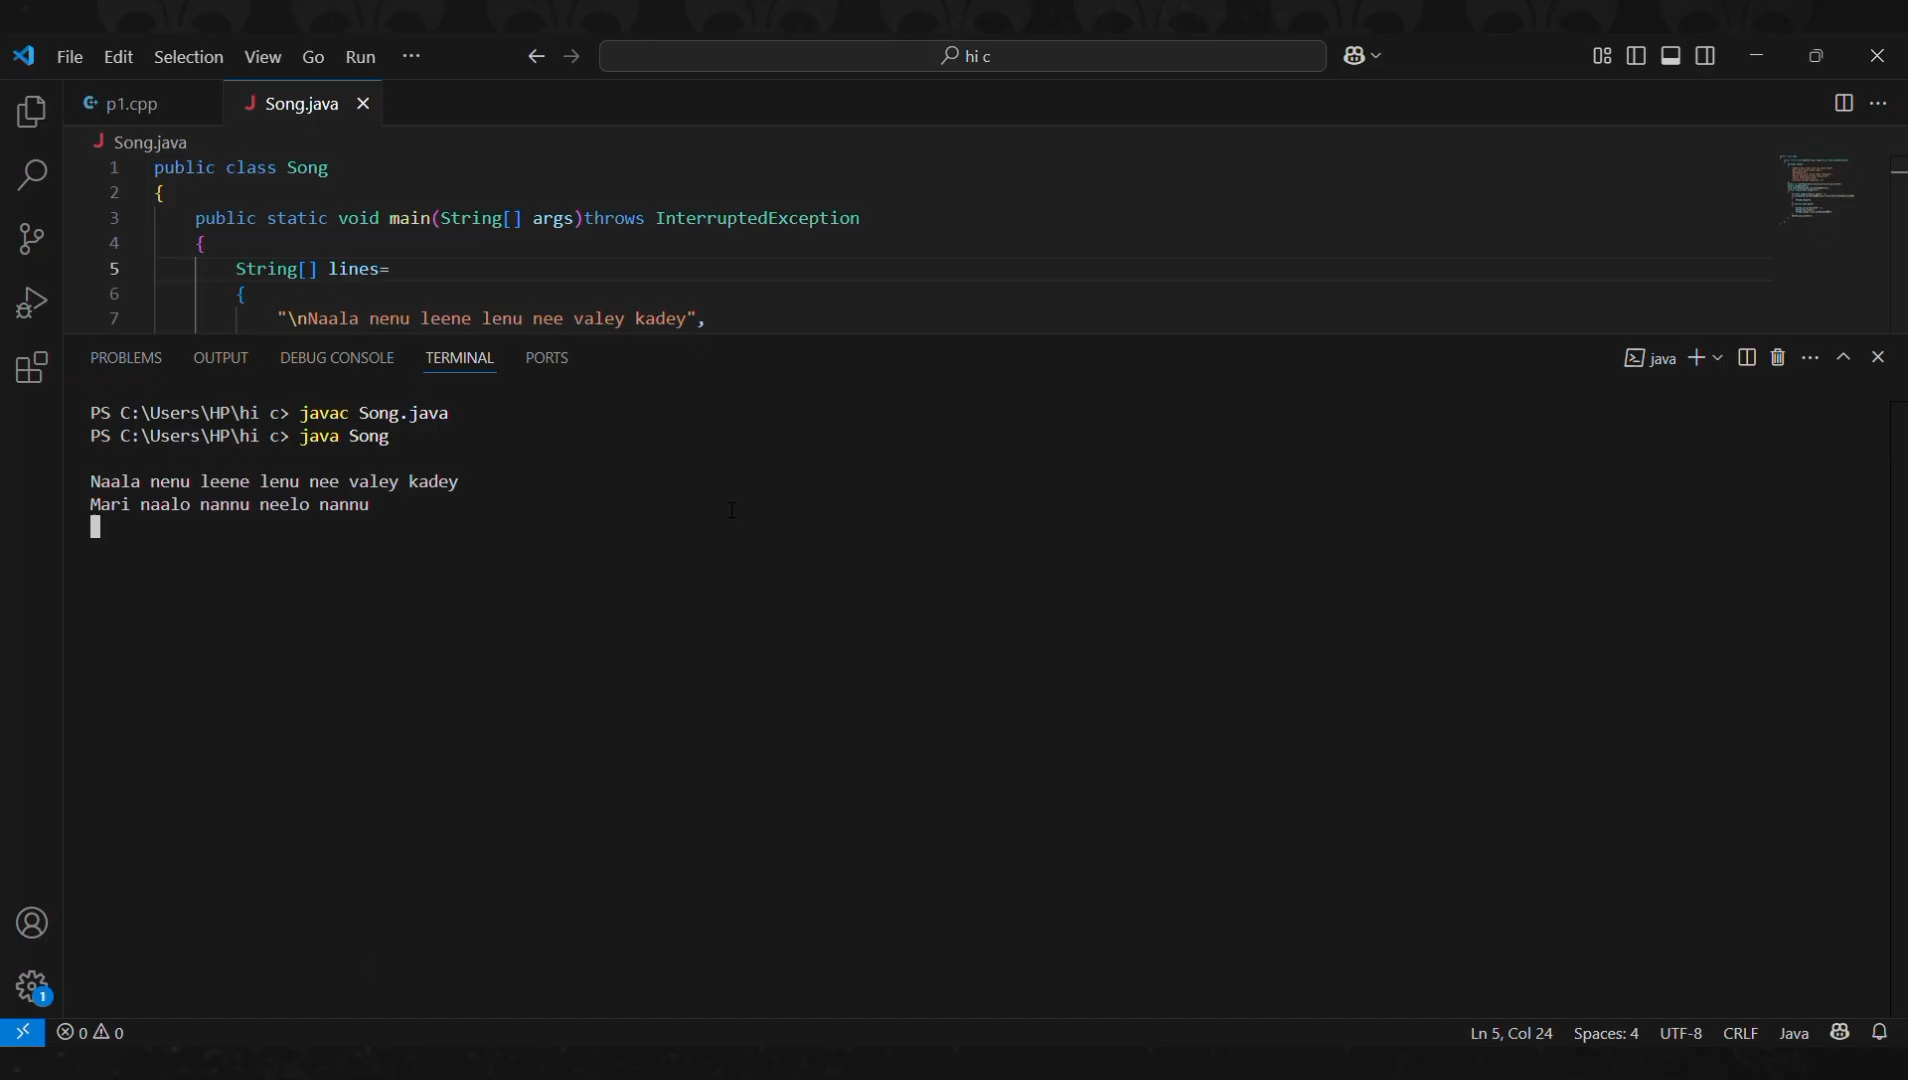 File Edit Selection View Go Run ··· hi c
p1.cpp Song.java
Song.java
1 public class Song
2 {
3 public static void main(String[] args)throws InterruptedException
4 {
5 String[] lines=
6 {
7 "\nNaala nenu leene lenu nee valey kadey",
PROBLEMS OUTPUT DEBUG CONSOLE TERMINAL PORTS java
PS C:\Users\HP\hi c> javac Song.java
PS C:\Users\HP\hi c> java Song
Naala nenu leene lenu nee valey kadey
Mari naalo nannu neelo nannu
1
0 0 Ln 5, Col 24 Spaces: 4 UTF-8 CRLF Java